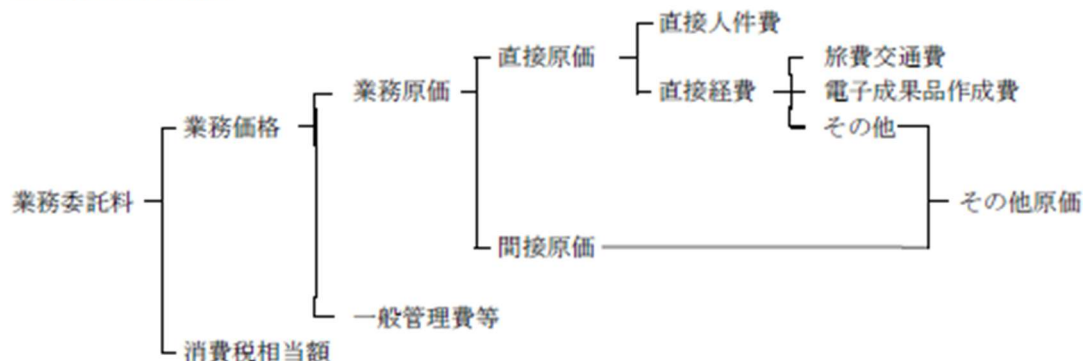 直接人件費
直接原価
旅費交通費
業務原価
直接経費
電子成果品作成費
業務価格
その他
業務委託料
その他原価
間接原価
一般管理費等
消費税相当額